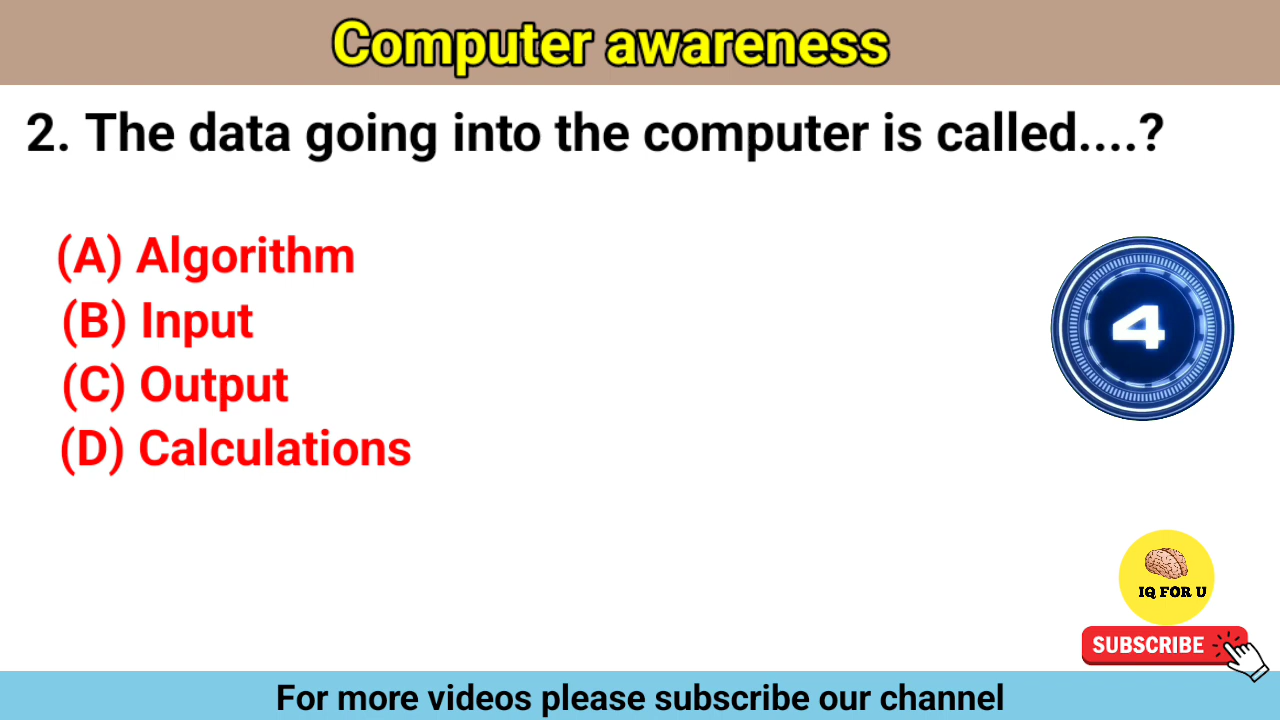 Computer awareness
2. The data going into the computer is called....?
(A) Algorithm
(B) Input
(C) Output
(D) Calculations
4
IQ FOR U
SUBSCRIBE
For more videos please subscribe our channel